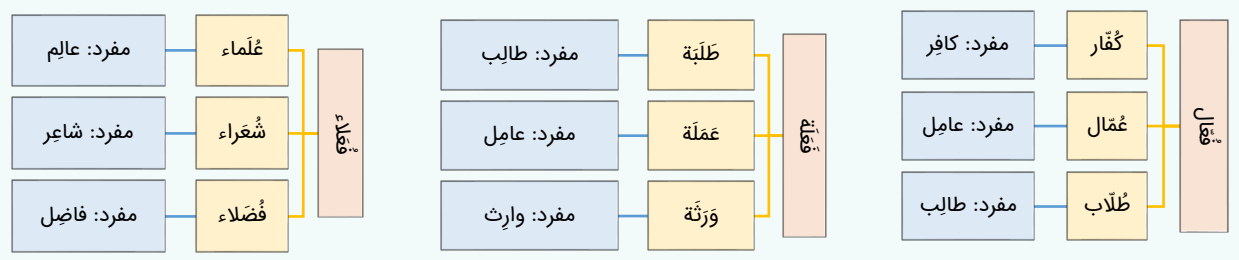 فُعّال
كُفّار
مفرد: کافِر
عُمّال
مفرد: عامِل
طُلّاب
مفرد: طالِب
فَعَلَة
طَلَبَة
مفرد: طالِب
عَمَلَة
مفرد: عامِل
وَرَثَة
مفرد: وارِث
فُعَلاء
عُلَماء
مفرد: عالِم
شُعَراء
مفرد: شاعِر
فُضَلاء
مفرد: فاضِل